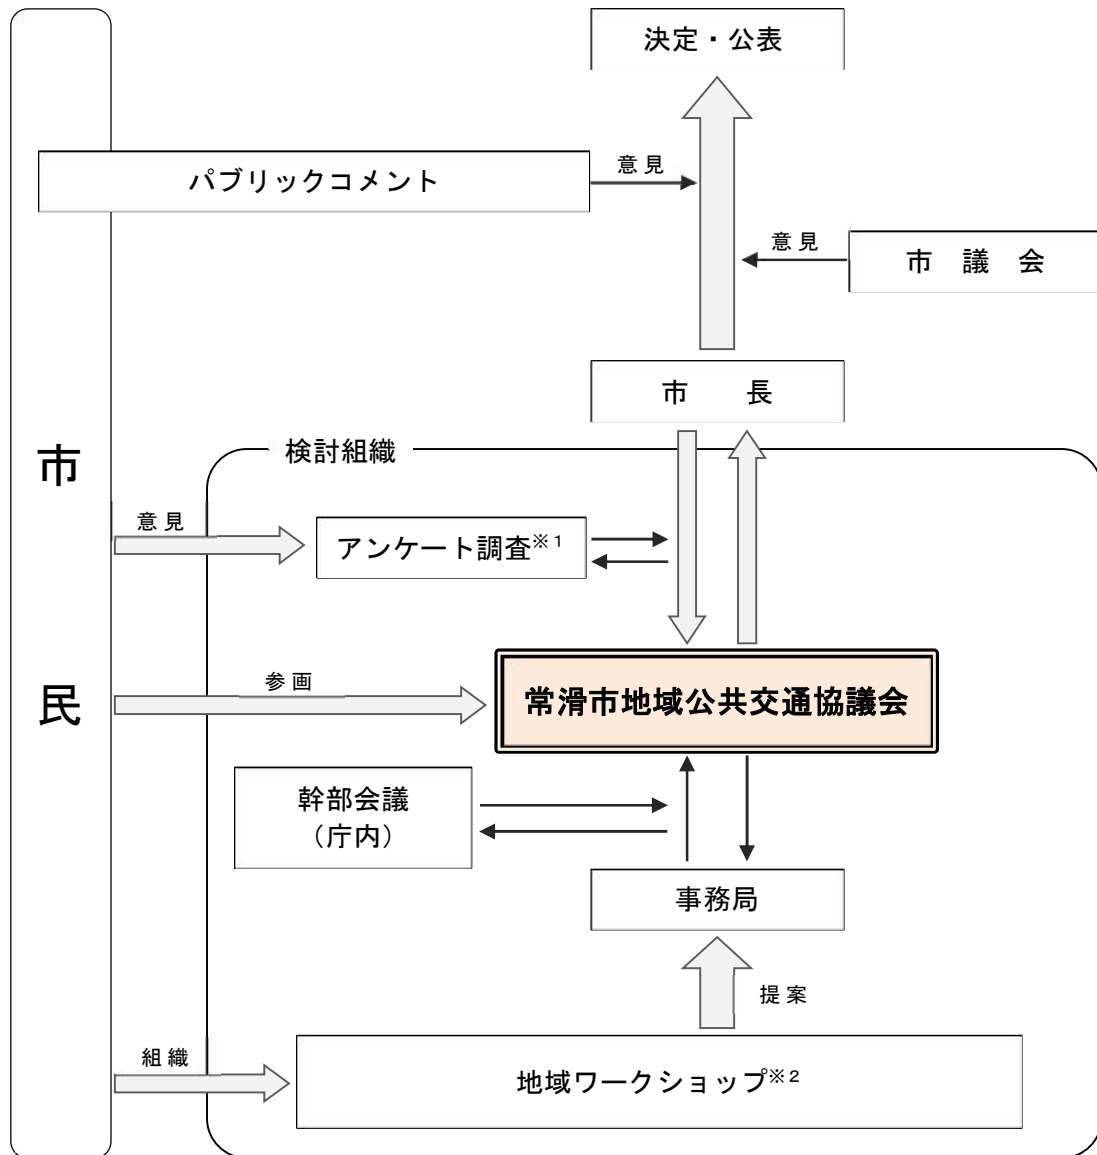 決定・公表
パブリックコメント
意見
意見
市 議 会
市 長
検討組織
市
民
意見
アンケート調査※1
参画
常滑市地域公共交通協議会
幹部会議
（庁内）
事務局
提案
組織
地域ワークショップ※2